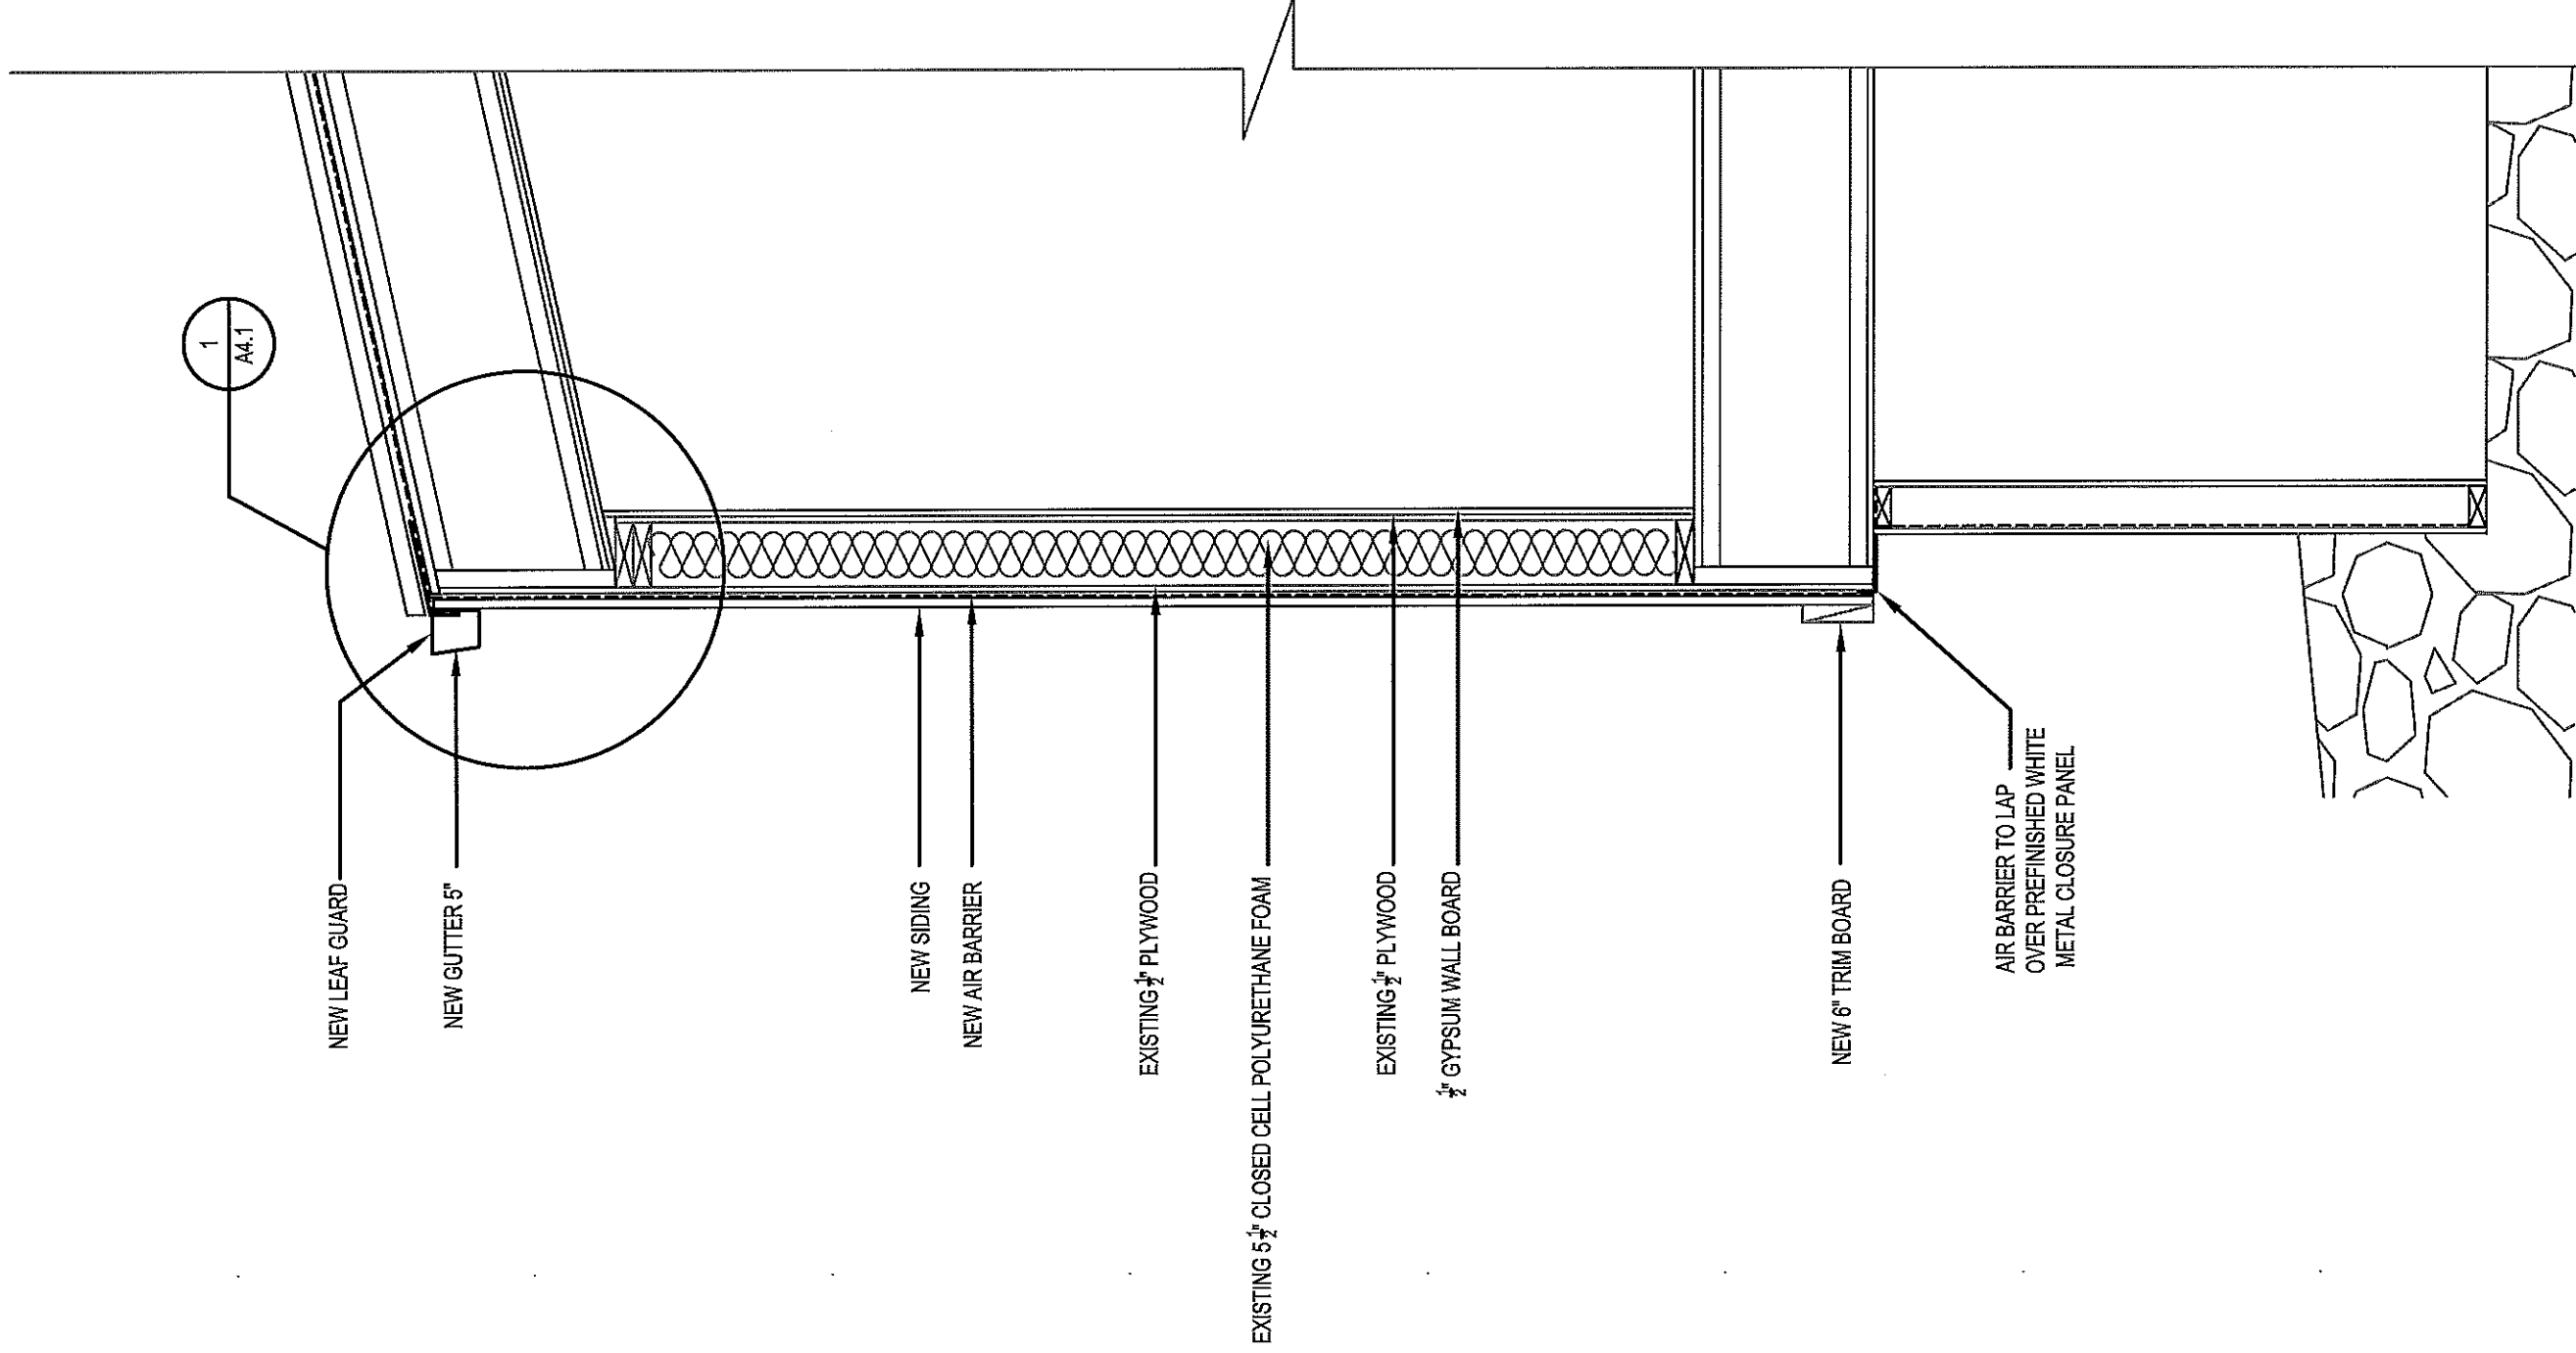 1
A4.1
NEW LEAF GUARD
NEW GUTTER 5"
NEW SIDING
NEW AIR BARRIER
EXISTING 1/2" PLYWOOD
EXISTING 5 1/2" CLOSED CELL POLYURETHANE FOAM
EXISTING 1/2" PLYWOOD
1/2" GYPSUM WALL BOARD
NEW 6" TRIM BOARD
AIR BARRIER TO LAP
OVER PREFINISHED WHITE
METAL CLOSURE PANEL